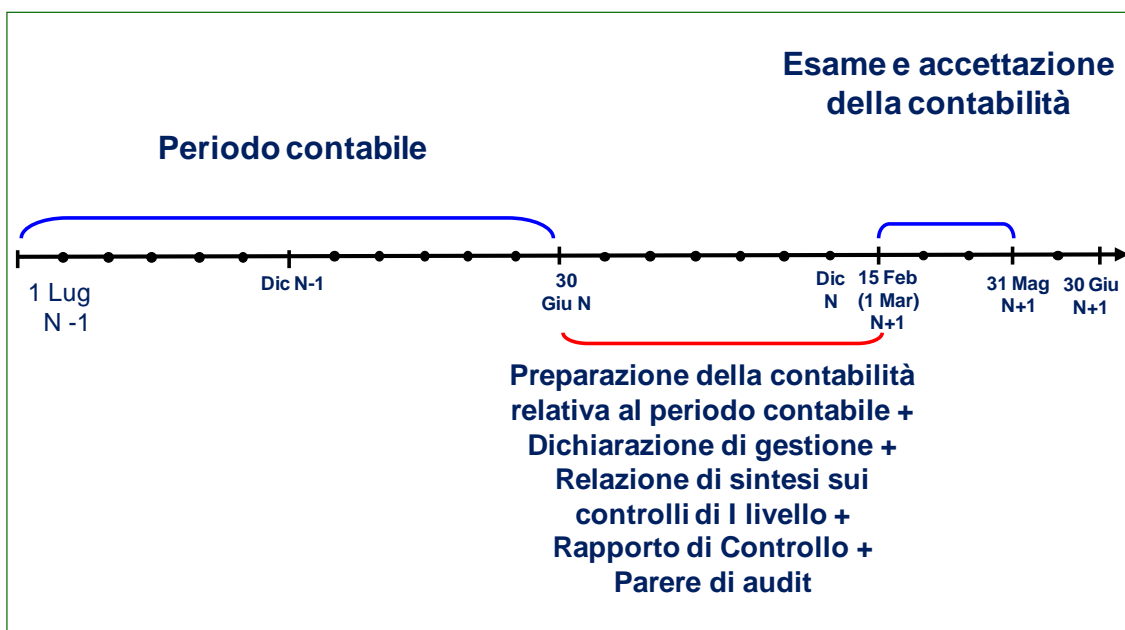 Esame e accettazione
della contabilità
Periodo contabile
1 Lug
N -1
Dic N-1
30
Giu N
Dic
N
15 Feb
(1 Mar)
N+1
31 Mag
N+1
30 Giu
N+1
Preparazione della contabilità
relativa al periodo contabile +
Dichiarazione di gestione +
Relazione di sintesi sui
controlli di I livello +
Rapporto di Controllo +
Parere di audit